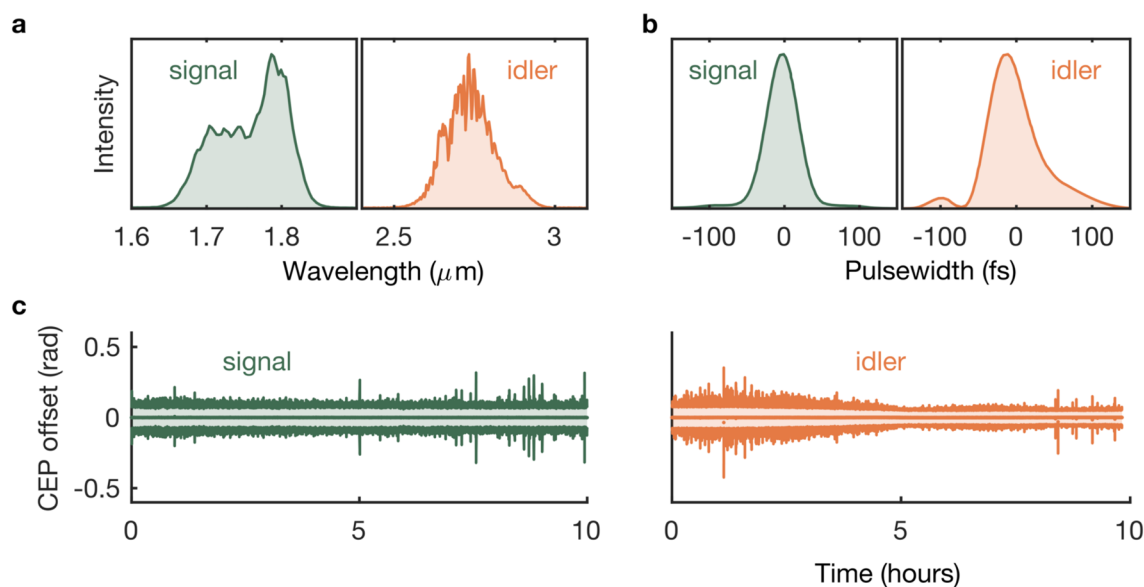 a
b
signal
idler
signal
idler
Intensity
1.6
1.7
1.8
2.5
3
-100
0
100
-100
0
100
Wavelength (μm)
Pulsewidth (fs)
c
CEP offset (rad)
0.5
0
-0.5
signal
idler
0
5
10
0
5
10
Time (hours)